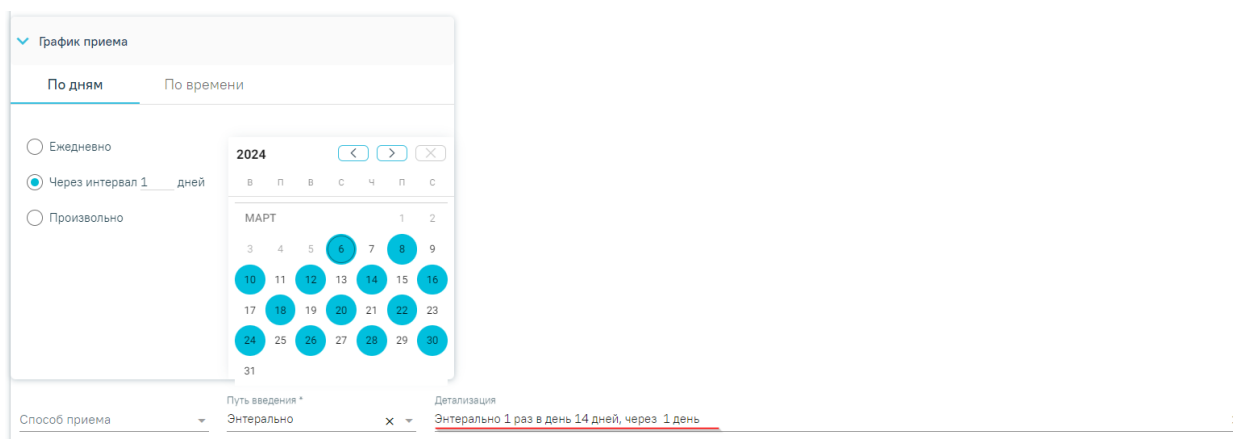 График приема
По дням По времени
Ежедневно
Через интервал 1 дней
Произвольно
2024
В П В С Ч П С
МАРТ 1 2
3 4 5 6 7 8 9
10 11 12 13 14 15 16
17 18 19 20 21 22 23
24 25 26 27 28 29 30
31
Способ приема
Путь введения *
Энтерально
Детализация
Энтерально 1 раз в день 14 дней, через 1 день